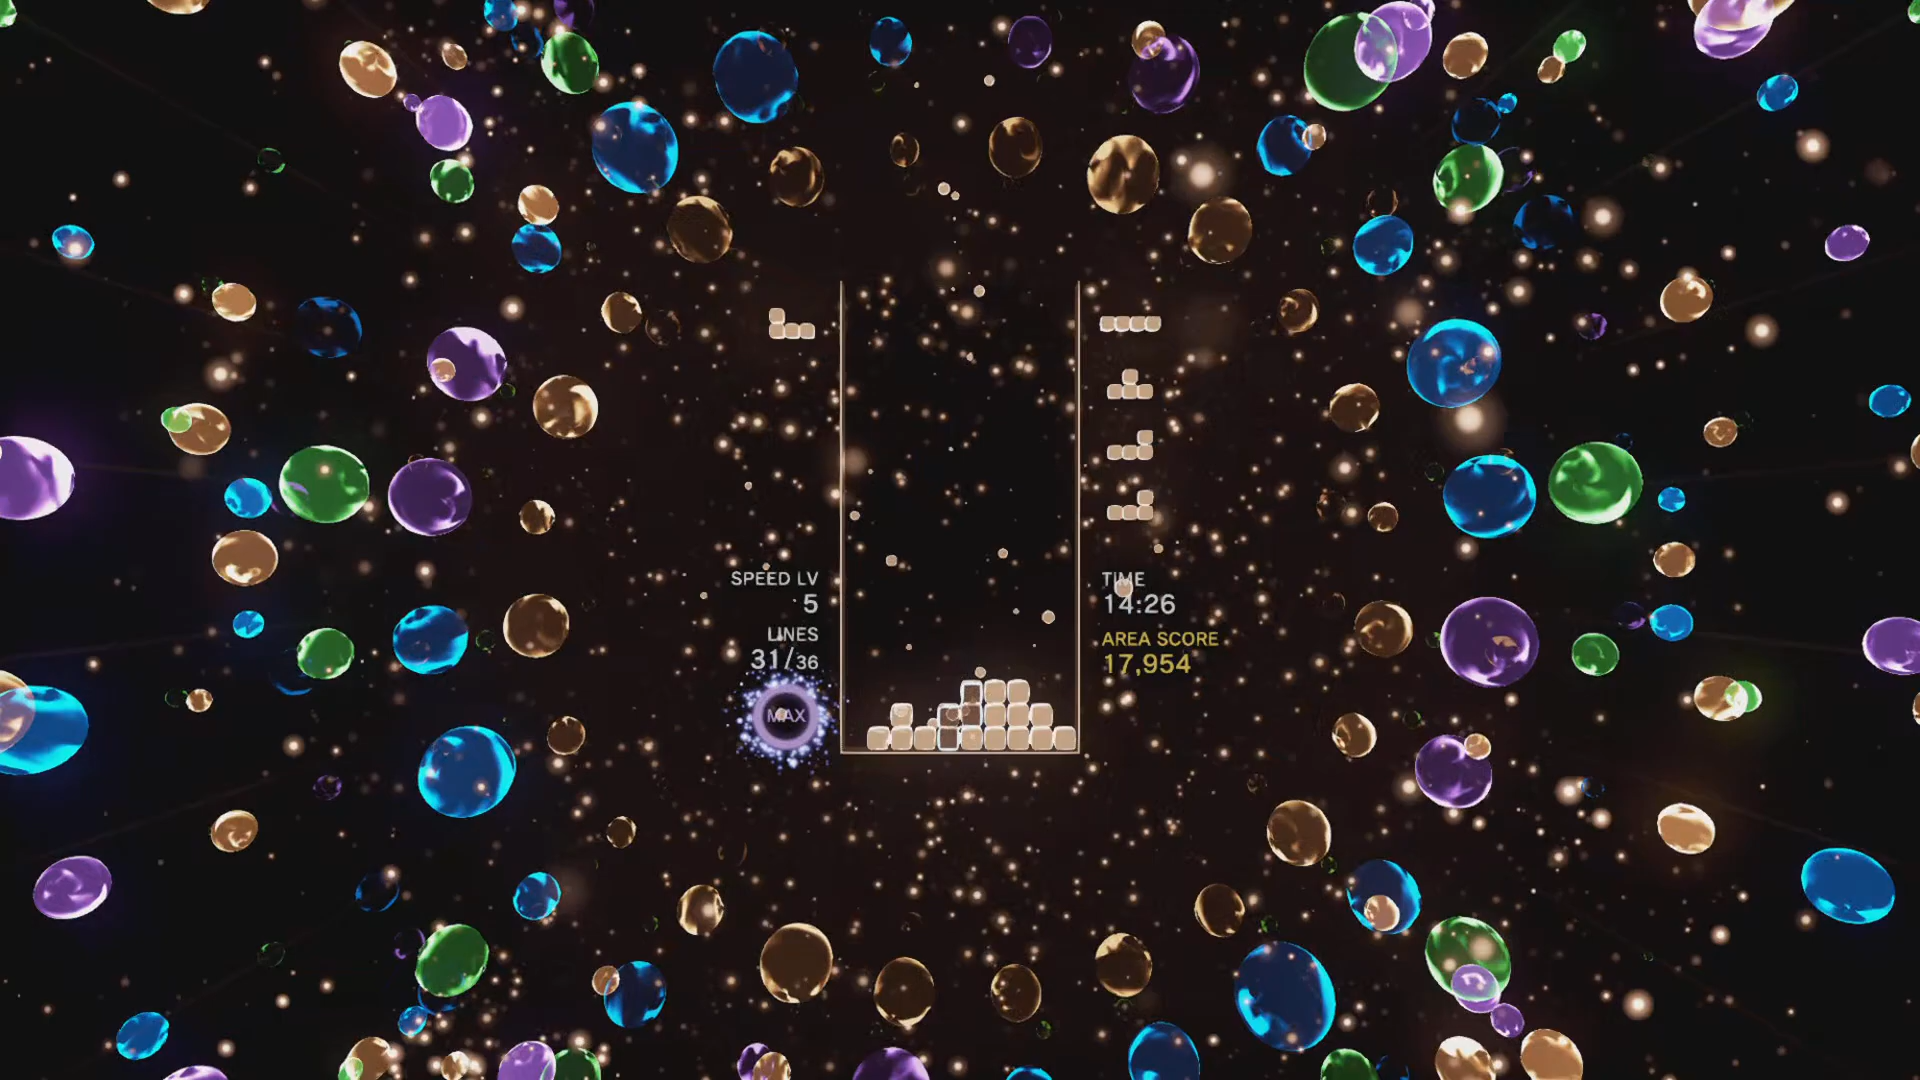 SPEED LV
5
LINES
31/36
MAX
TIME
14:26
AREA SCORE
17,954